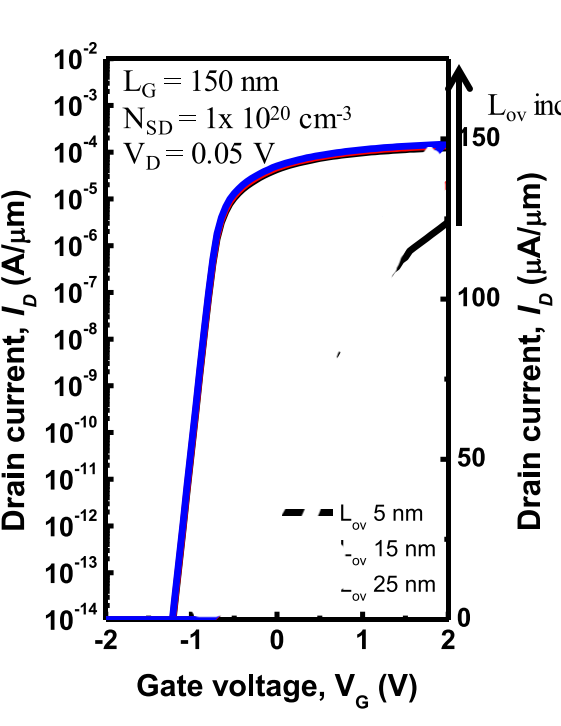 L_G = 150 nm
N_SD = 1x 10^20 cm^-3
V_D = 0.05 V
L_ov inc
Drain current, I_D (A/μm)
10^-2
10^-3
10^-4
10^-5
10^-6
10^-7
10^-8
10^-9
10^-10
10^-11
10^-12
10^-13
10^-14
150
100
50
0
Drain current, I_D (μA/μm)
L_ov 5 nm
ov 15 nm
ov 25 nm
-2 -1 0 1 2
Gate voltage, V_G (V)